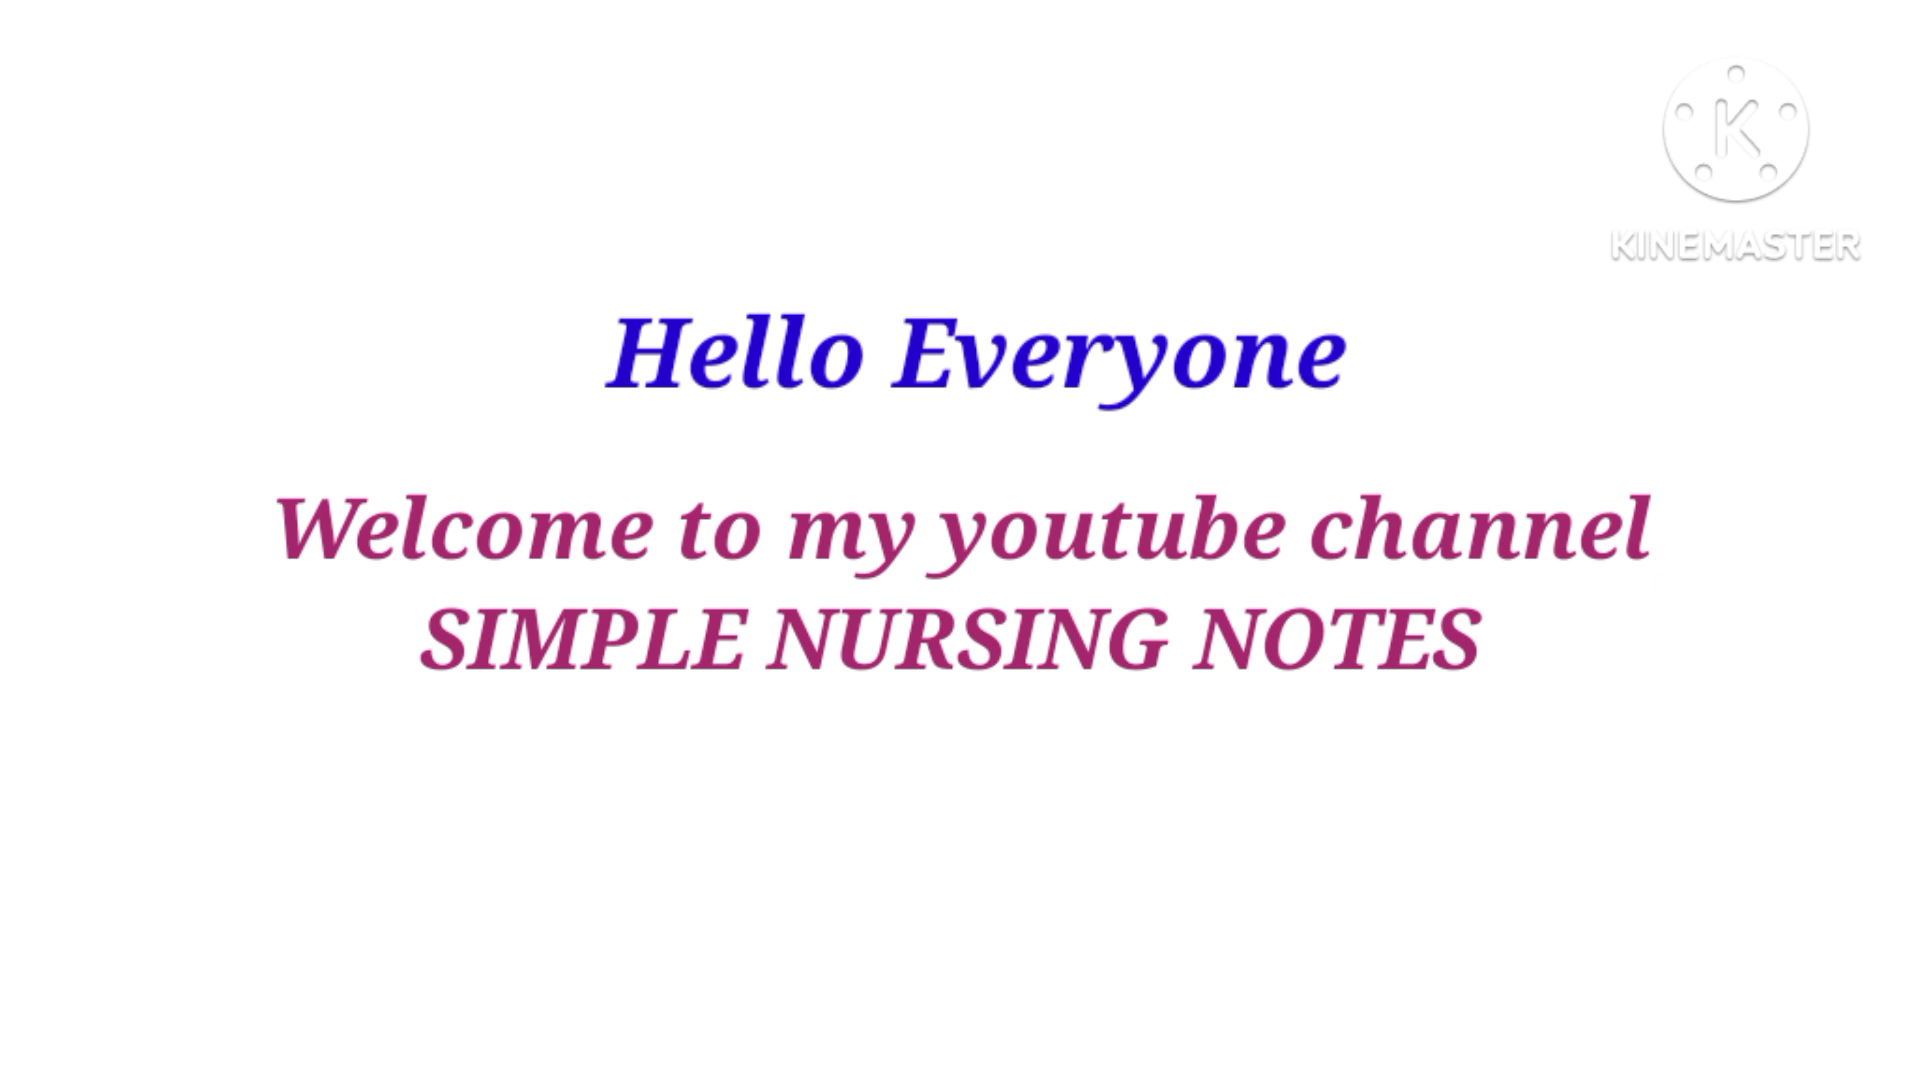 K
KINEMASTER
Hello Everyone
Welcome to my youtube channel
SIMPLE NURSING NOTES